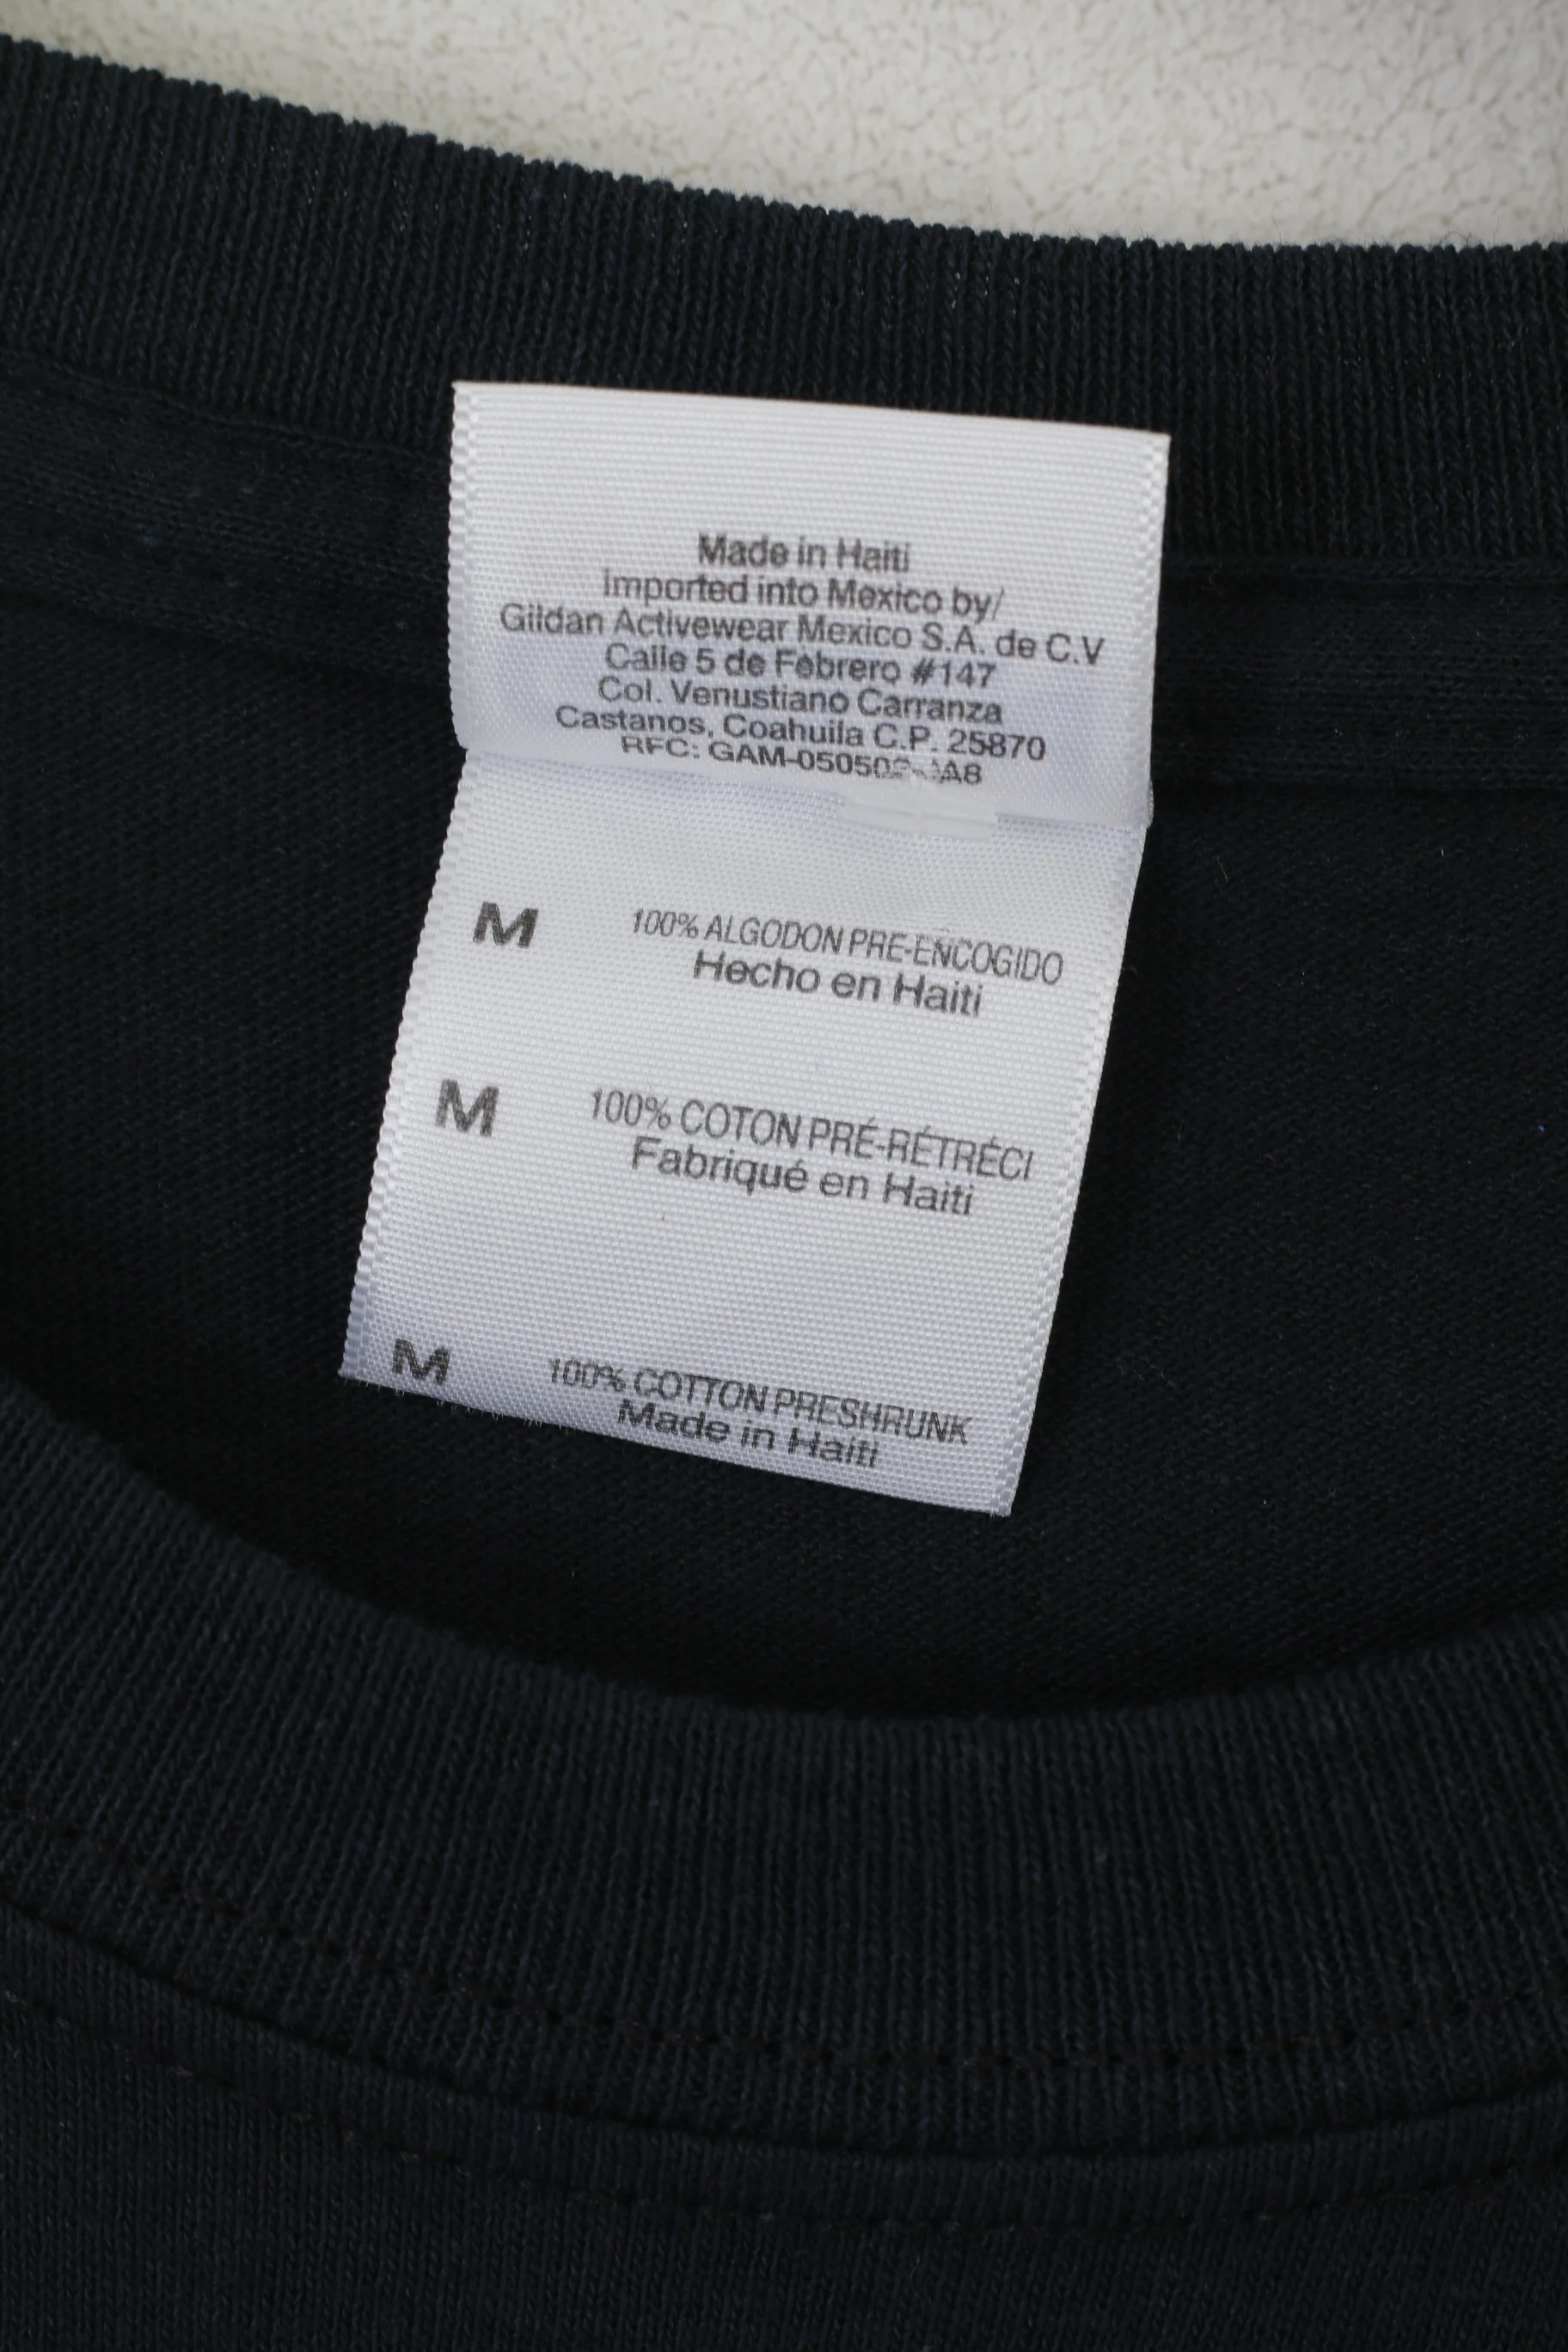 Made in Haiti
Imported into Mexico by/
Gildan Activewear Mexico S.A. de C.V
Calle 5 de Febrero #147
Col. Venustiano Carranza
Castanos, Coahuila C.P. 25870
RFC:
M 100% ALGODON PRE-ENCOGIDO
Hecho en Haiti
M 100% COTON PRÉ-RÉTRÉCI
Fabriqué en Haiti
M 100% COTTON PRESHRUNK
Made in Haiti